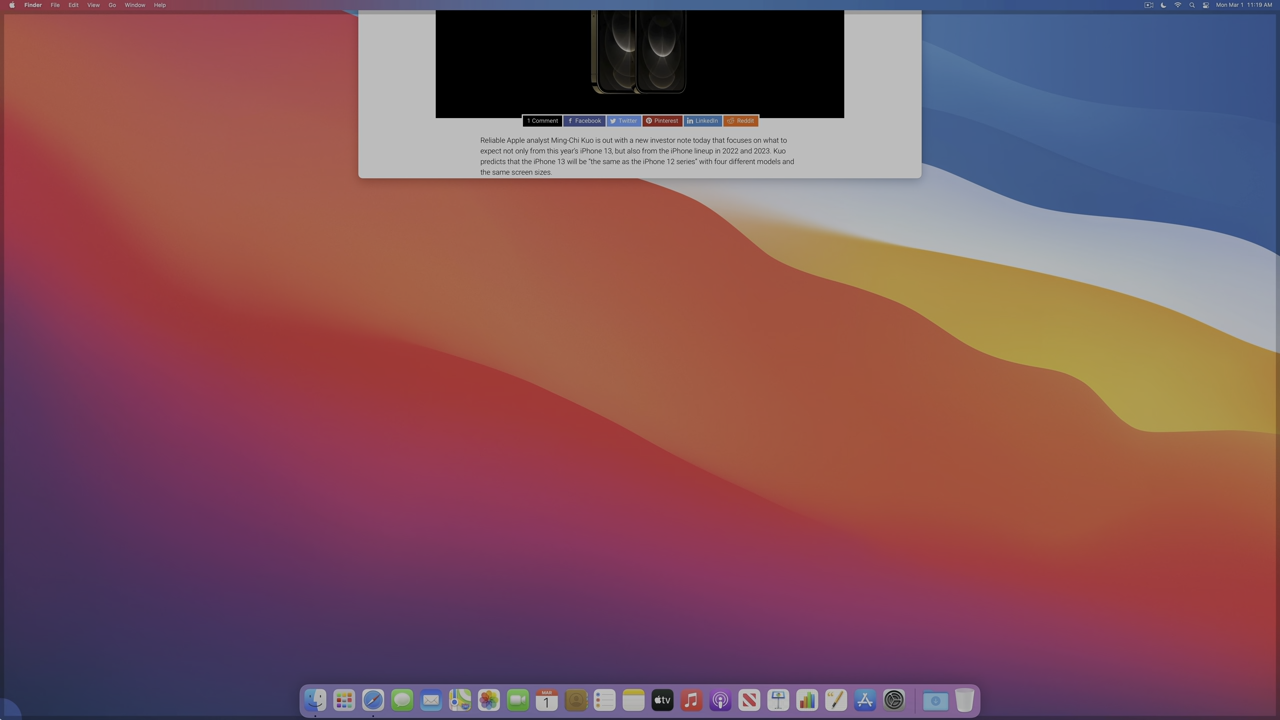 Finder File Edit View Go Window Help
Mon Mar 1 11:19 AM
1 Comment Facebook Twitter Pinterest LinkedIn Reddit
Reliable Apple analyst Ming-Chi Kuo is out with a new investor note today that focuses on what to
expect not only from this year's iPhone 13, but also from the iPhone lineup in 2022 and 2023. Kuo
predicts that the iPhone 13 will be "the same as the iPhone 12 series" with four different models and
the same screen sizes.
MAR
1
tv